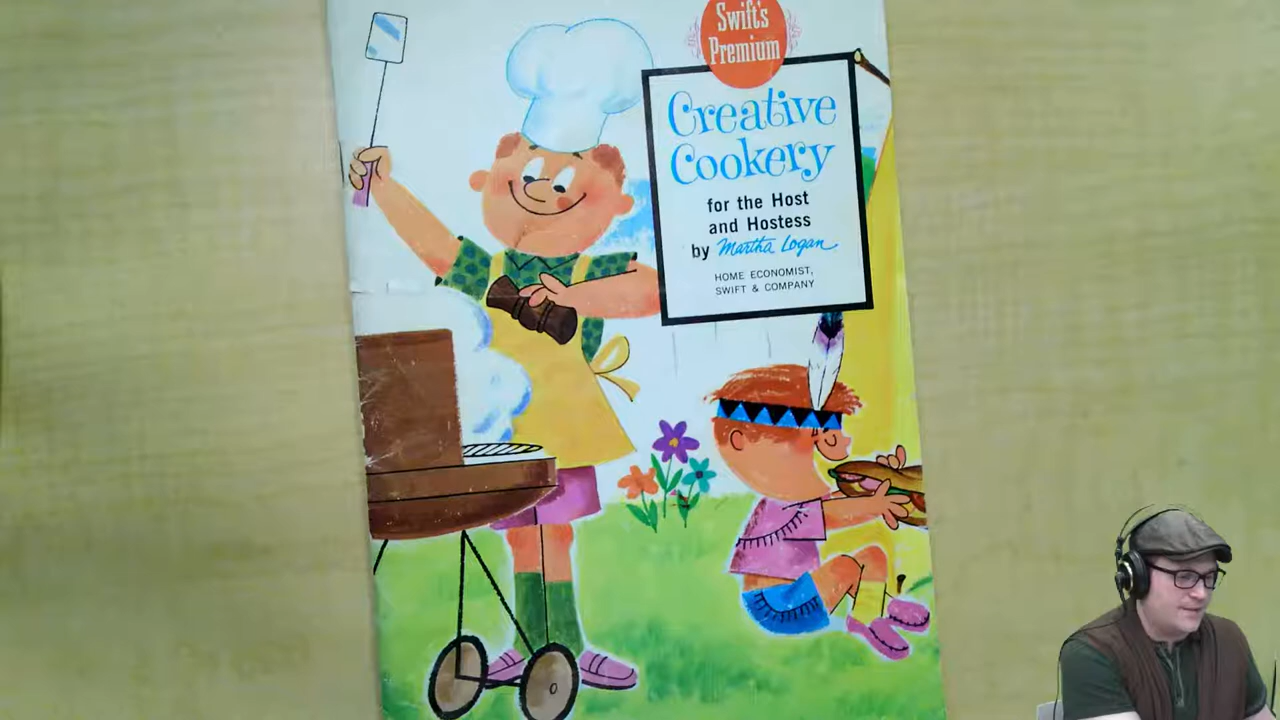 Swift's
Premium
Creative
Cookery
for the Host
and Hostess
by Martha Logan
HOME ECONOMIST,
SWIFT & COMPANY